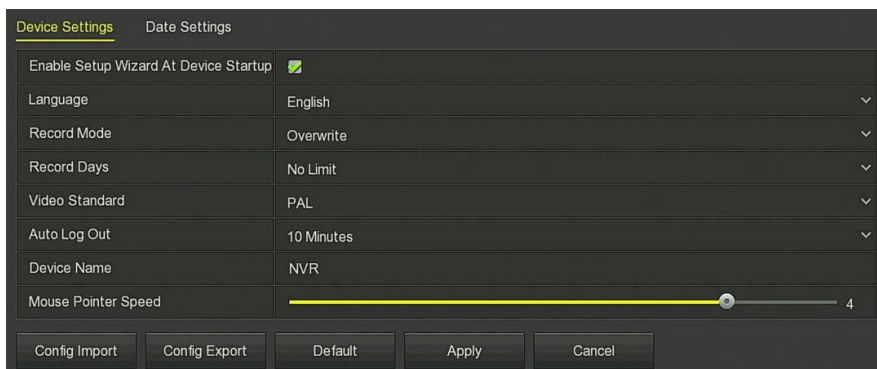 Device Settings Date Settings
Enable Setup Wizard At Device Startup
Language English
Record Mode Overwrite
Record Days No Limit
Video Standard PAL
Auto Log Out 10 Minutes
Device Name NVR
Mouse Pointer Speed 4
Config Import Config Export Default Apply Cancel